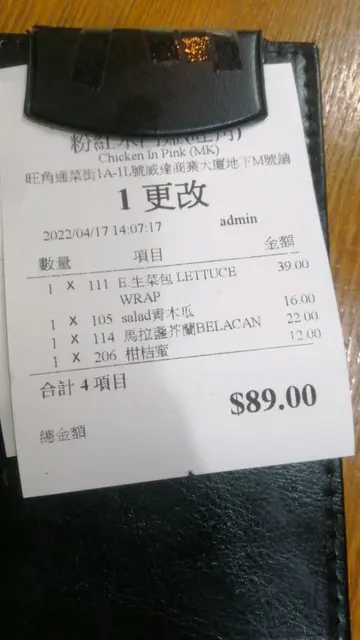 粉紅
Chicken In Pink (MK)
旺角通菜街1A-1L號威達商業大廈地下M號舖
1 更改
2022/04/17 14:07:17 admin
數量 項目 金額
1 X 111 E.生菜包 LETTUCE WRAP 39.00
1 X 105 salad青木瓜 16.00
1 X 114 馬拉盞芥蘭BELACAN 22.00
1 X 206 柑桔蜜 12.00
合計 4 項目
$89.00
總金額